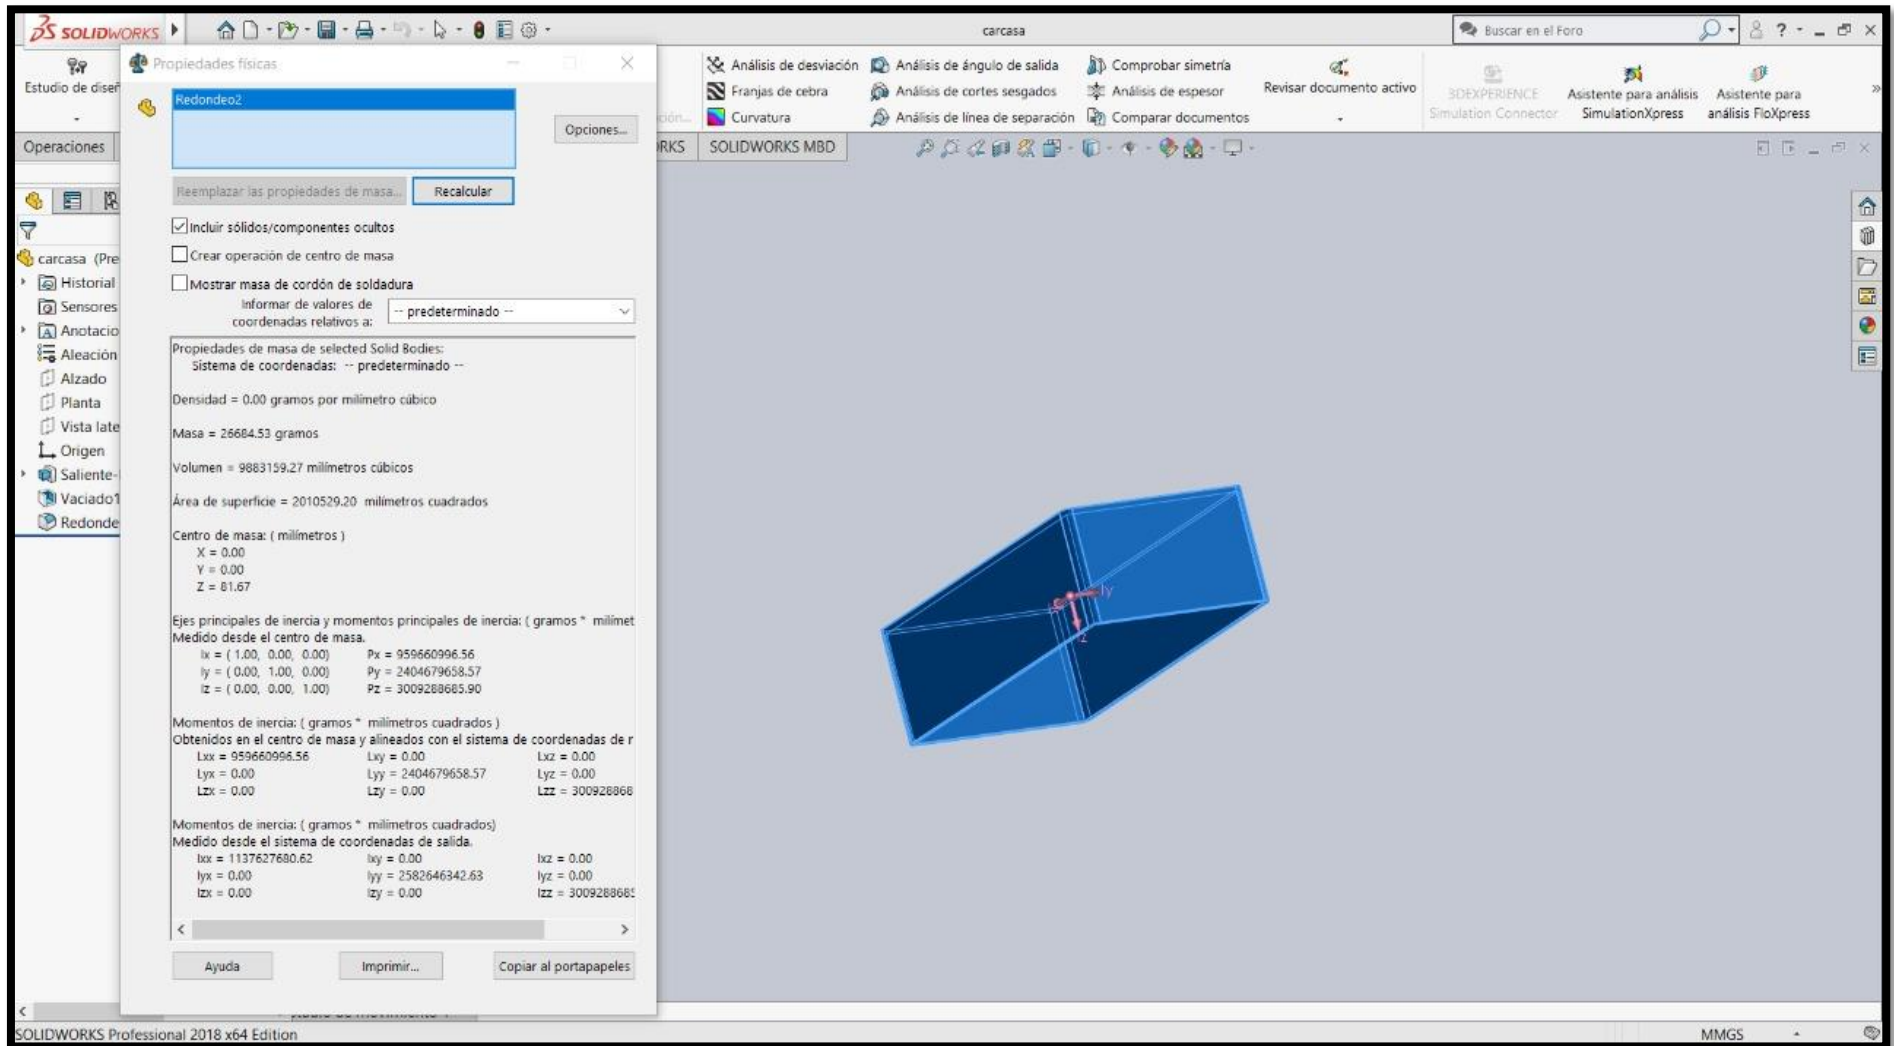 SOLIDWORKS
carcasa
Buscar en el Foro
?
Propiedades físicas
Estudio de diseñ
Redondeo2
Opciones...
Reemplazar las propiedades de masa...
Recalcular
Incluir sólidos/componentes ocultos
Crear operación de centro de masa
Mostrar masa de cordón de soldadura
Informar de valores de
coordenadas relativos a:
-- predeterminado --
Propiedades de masa de selected Solid Bodies:
Sistema de coordenadas: -- predeterminado --
Densidad = 0.00 gramos por milímetro cúbico
Masa = 26684.53 gramos
Volumen = 9883159.27 milímetros cúbicos
Área de superficie = 2010529.20 milímetros cuadrados
Centro de masa: ( milímetros )
X = 0.00
Y = 0.00
Z = 81.67
Ejes principales de inercia y momentos principales de inercia: ( gramos * milímet
Medido desde el centro de masa.
Ix = ( 1.00, 0.00, 0.00) Px = 959660996.56
Iy = ( 0.00, 1.00, 0.00) Py = 2404679658.57
Iz = ( 0.00, 0.00, 1.00) Pz = 3009288685.90
Momentos de inercia: ( gramos * milímetros cuadrados )
Obtenidos en el centro de masa y alineados con el sistema de coordenadas de r
Lxx = 959660996.56 Lxy = 0.00 Lxz = 0.00
Lyx = 0.00 Lyy = 2404679658.57 Lyz = 0.00
Lzx = 0.00 Lzy = 0.00 Lzz = 300928868
Momentos de inercia: ( gramos * milímetros cuadrados)
Medido desde el sistema de coordenadas de salida.
Ixx = 1137627680.62 Ixy = 0.00 Ixz = 0.00
Iyx = 0.00 Iyy = 2582646342.63 Iyz = 0.00
Izx = 0.00 Izy = 0.00 Izz = 300928868
Ayuda
Imprimir...
Copiar al portapapeles
Análisis de desviación
Análisis de ángulo de salida
Comprobar simetría
Franjas de cebra
Análisis de cortes sesgados
Análisis de espesor
Curvatura
Análisis de línea de separación
Comparar documentos
Revisar documento activo
3DEXPERIENCE
Simulation Connector
Asistente para análisis
SimulationXpress
Asistente para
análisis FloXpress
Operaciones
RKS
SOLIDWORKS MBD
carcasa (Pre
Historial
Sensores
Anotacio
Aleación
Alzado
Planta
Vista late
Origen
Saliente-
Vaciado1
Redonde
Iy
Iz
SOLIDWORKS Professional 2018 x64 Edition
MMGS